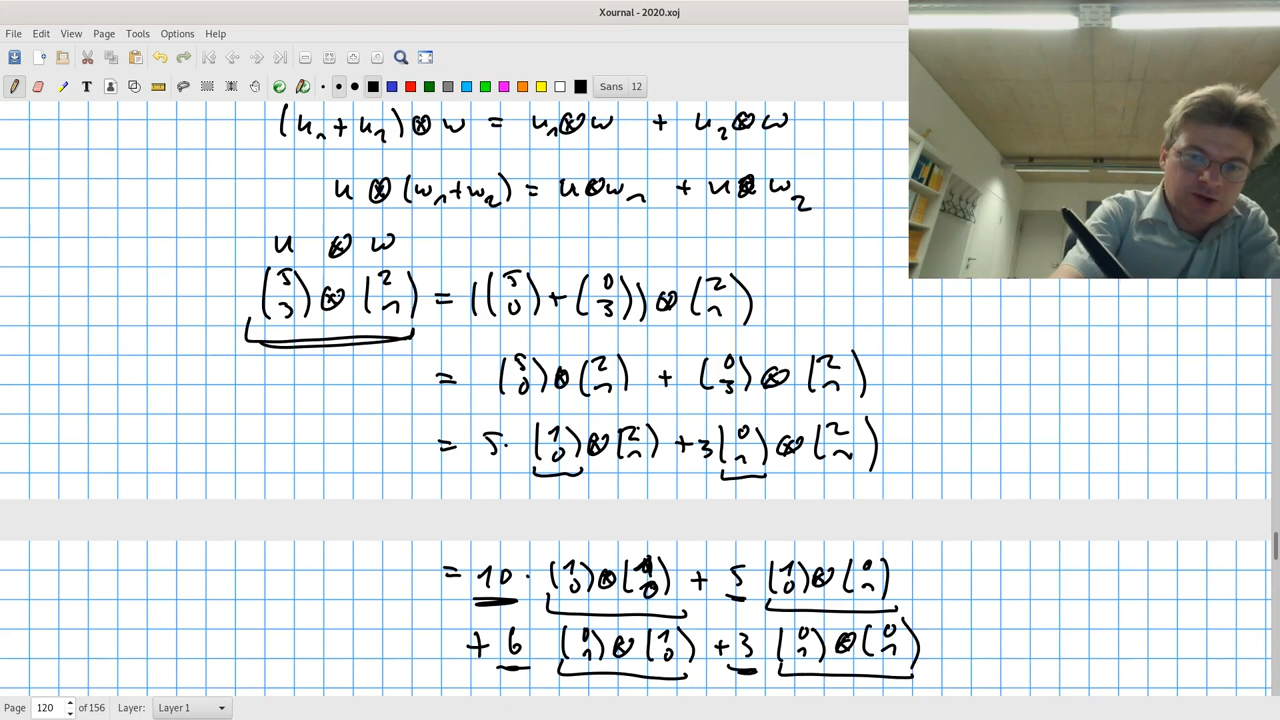 Xournal - 2020.xoj
File Edit View Page Tools Options Help
Sans 12
(u₁+u₂)⊗w = u₁⊗w + u₂⊗w
u⊗(w₁+w₂) = u⊗w₁ + u⊗w₂
u ⊗ w
(5 3)⊗(2 1) = ((5 0)+(0 3))⊗(2 1)
= (5 0)⊗(2 1) + (0 3)⊗(2 1)
= 5·(1 0)⊗(2 1) + 3(0 1)⊗(2 1)
= 10·(1 0)⊗(1 0) + 5 (1 0)⊗(0 1)
+ 6 (0 1)⊗(1 0) + 3 (0 1)⊗(0 1)
Page 120 of 156 Layer: Layer 1